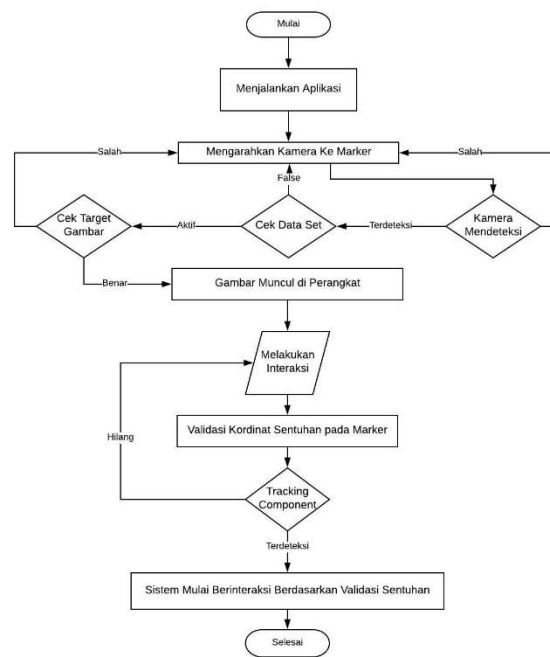 Mulai
Menjalankan Aplikasi
Salah
Mengarahkan Kamera Ke Marker
Salah
False
Cek Target
Gambar
Aktif
Cek Data Set
Terdeteksi
Kamera
Mendeteksi
Benar
Gambar Muncul di Perangkat
Melakukan
Interaksi
Hilang
Validasi Kordinat Sentuhan pada Marker
Tracking
Component
Terdeteksi
Sistem Mulai Berinteraksi Berdasarkan Validasi Sentuhan
Selesai